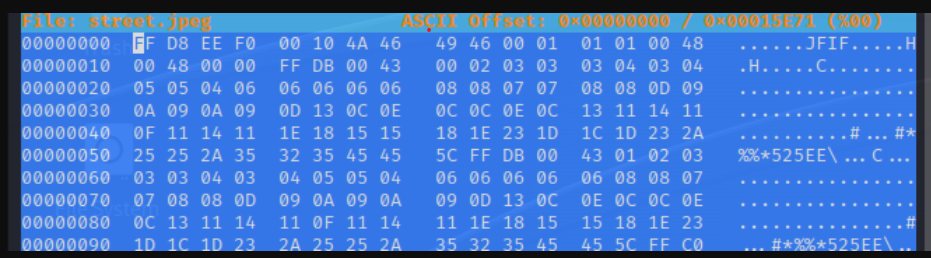 File: street.jpeg ASCII Offset: 0×00000000 / 0×00015E71 (%00)
00000000 FF D8 EE F0 00 10 4A 46 49 46 00 01 01 01 00 48 ......JFIF.....H
00000010 00 48 00 00 FF DB 00 43 00 02 03 03 03 04 03 04 .H.....C........
00000020 05 05 04 06 06 06 06 06 08 08 07 07 08 08 0D 09 ................
00000030 0A 09 0A 09 0D 13 0C 0E 0C 0C 0E 0C 13 11 14 11 ................
00000040 0F 11 14 11 1E 18 15 15 18 1E 23 1D 1C 1D 23 2A ..........#...#*
00000050 25 25 2A 35 32 35 45 45 5C FF DB 00 43 01 02 03 %%*525EE\...C...
00000060 03 03 04 03 04 05 05 04 06 06 06 06 06 08 08 07 ................
00000070 07 08 08 0D 09 0A 09 0A 09 0D 13 0C 0E 0C 0C 0E ................
00000080 0C 13 11 14 11 0F 11 14 11 1E 18 15 15 18 1E 23 ...............#
00000090 1D 1C 1D 23 2A 25 25 2A 35 32 35 45 45 5C FF C0 ...#*%%*525EE\..